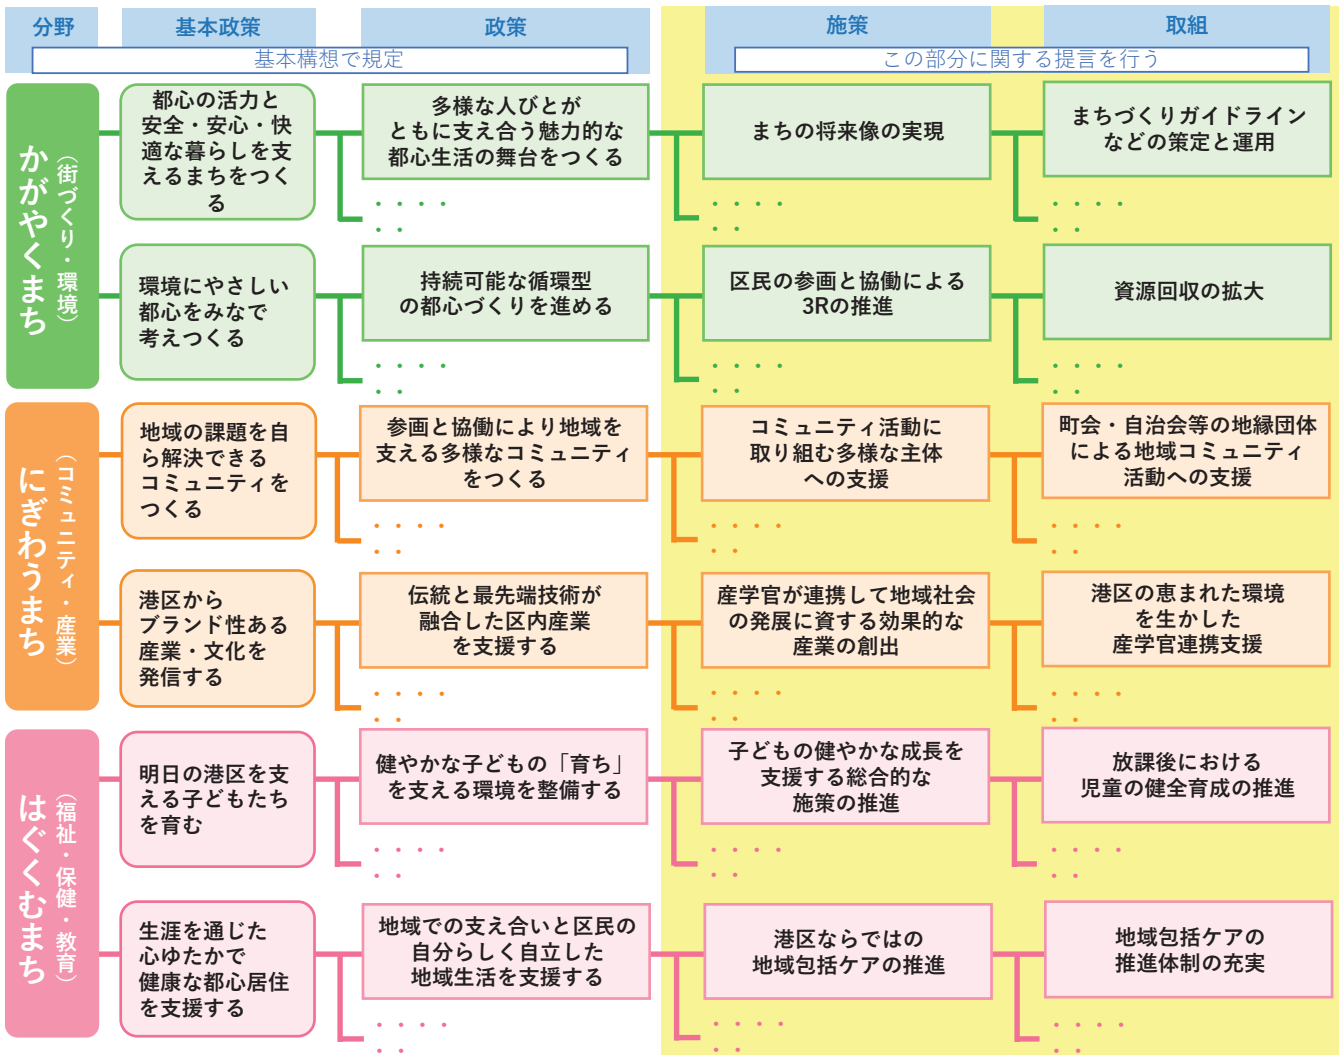 分野
基本政策
政策
施策
取組
基本構想で規定
この部分に関する提言を行う
かがやくまち
（街づくり・環境）
都心の活力と
安全・安心・快
適な暮らしを支
えるまちをつく
る
多様な人びとが
ともに支え合う魅力的な
都心生活の舞台をつくる
・・・・
・・
まちの将来像の実現
・・・・
・・
まちづくりガイドライン
などの策定と運用
・・・・
・・
環境にやさしい
都心をみなで
考えつくる
持続可能な循環型
の都心づくりを進める
・・・・
・・
区民の参画と協働による
3Rの推進
・・・・
・・
資源回収の拡大
・・・・
・・
にぎわうまち
（コミュニティ・産業）
地域の課題を自
ら解決できる
コミュニティを
つくる
参画と協働により地域を
支える多様なコミュニティ
をつくる
・・・・
・・
コミュニティ活動に
取り組む多様な主体
への支援
・・・・
・・
町会・自治会等の地縁団体
による地域コミュニティ
活動への支援
・・・・
・・
港区から
ブランド性ある
産業・文化を
発信する
伝統と最先端技術が
融合した区内産業
を支援する
・・・・
・・
産学官が連携して地域社会
の発展に資する効果的な
産業の創出
・・・・
・・
港区の恵まれた環境
を生かした
産学官連携支援
・・・・
・・
はぐくむまち
（福祉・保健・教育）
明日の港区を支
える子どもたち
を育む
健やかな子どもの「育ち」
を支える環境を整備する
・・・・
・・
子どもの健やかな成長を
支援する総合的な
施策の推進
・・・・
・・
放課後における
児童の健全育成の推進
・・・・
・・
生涯を通じた
心ゆたかで
健康な都心居住
を支援する
地域での支え合いと区民の
自分らしく自立した
地域生活を支援する
・・・・
・・
港区ならではの
地域包括ケアの推進
・・・・
・・
地域包括ケアの
推進体制の充実
・・・・
・・